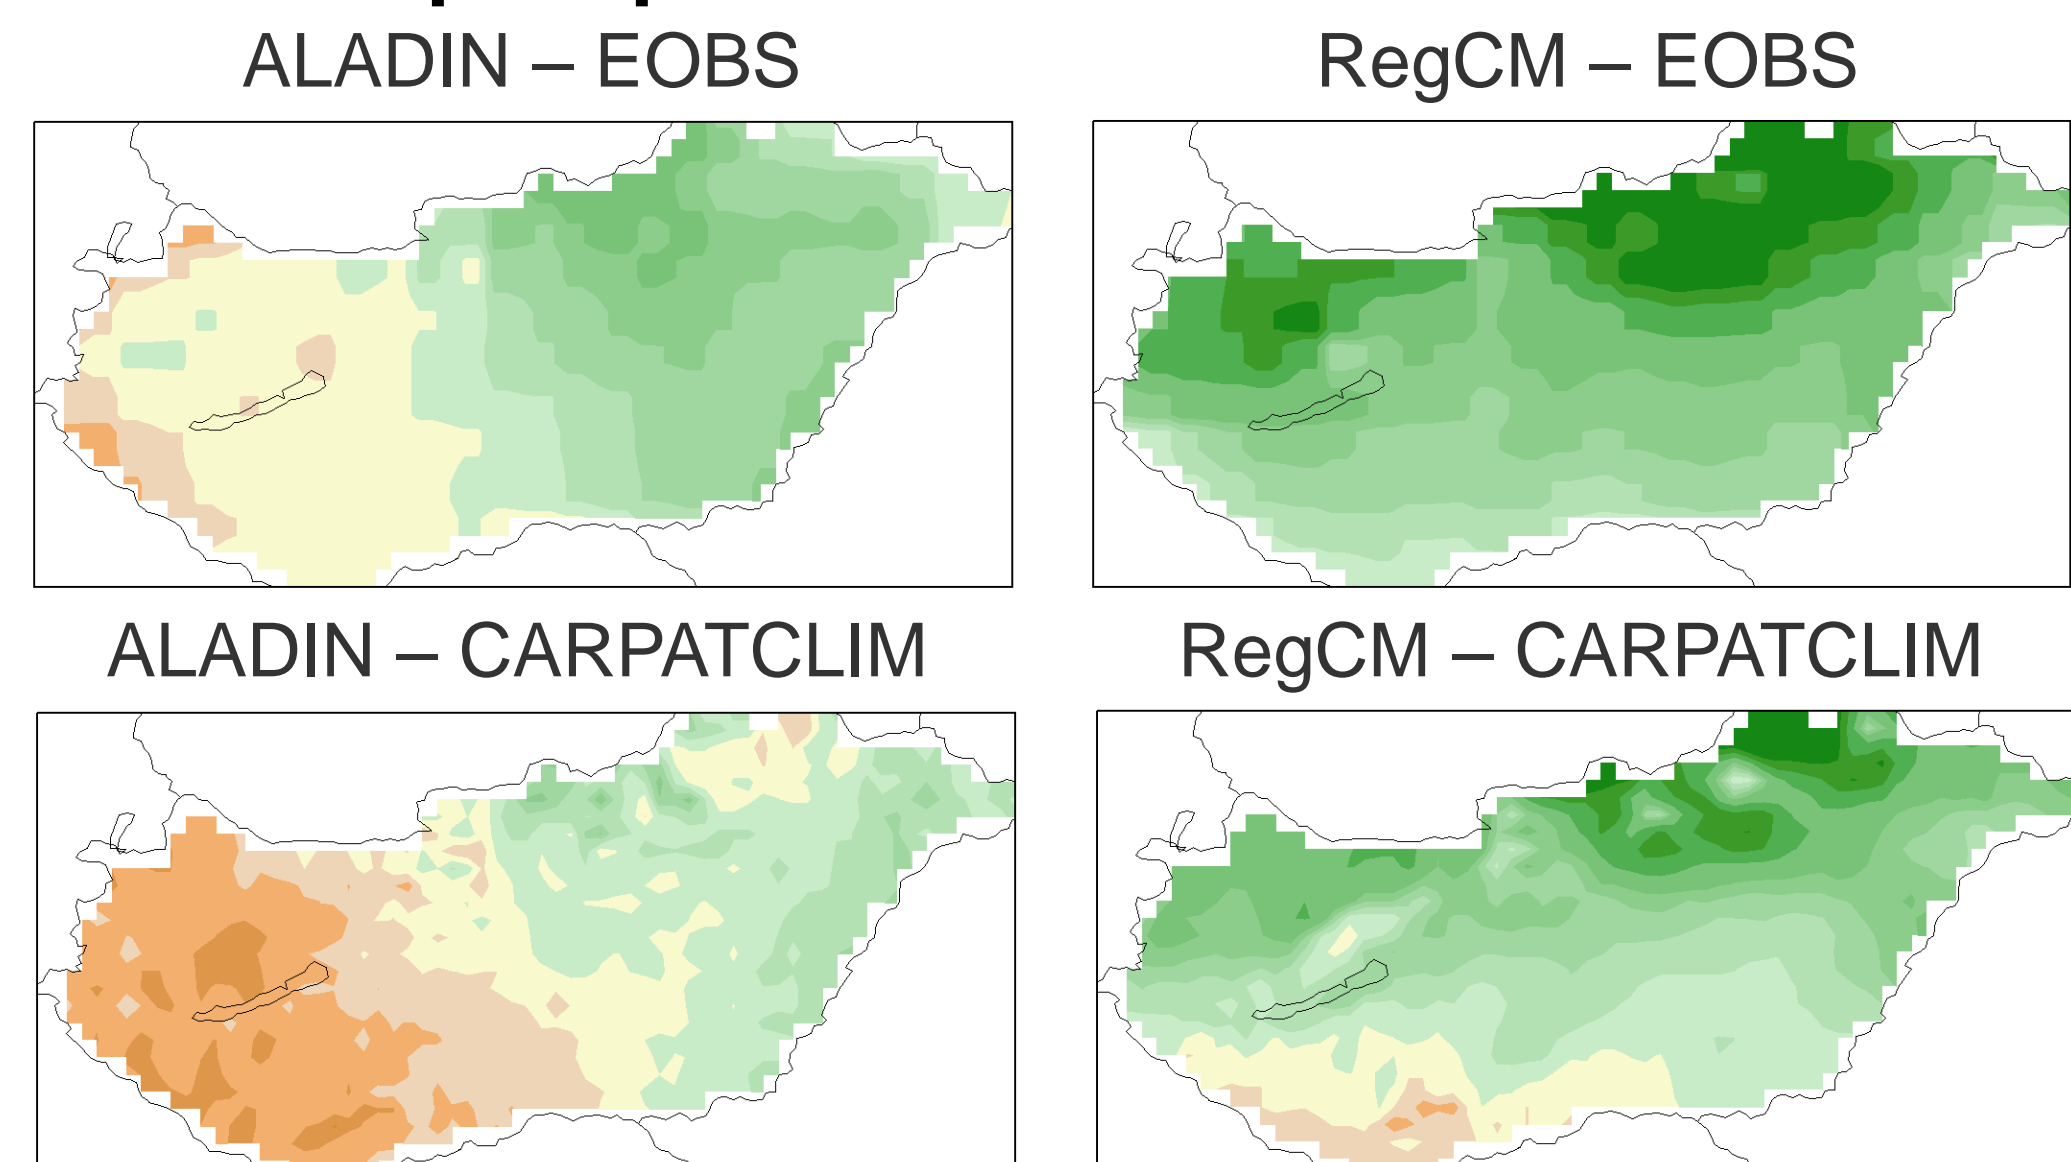 ALADIN – EOBS
RegCM – EOBS
ALADIN – CARPATCLIM
RegCM – CARPATCLIM